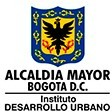 ALCALDIA MAYOR
BOGOTA D.C.
Instituto
DESARROLLO URBANO